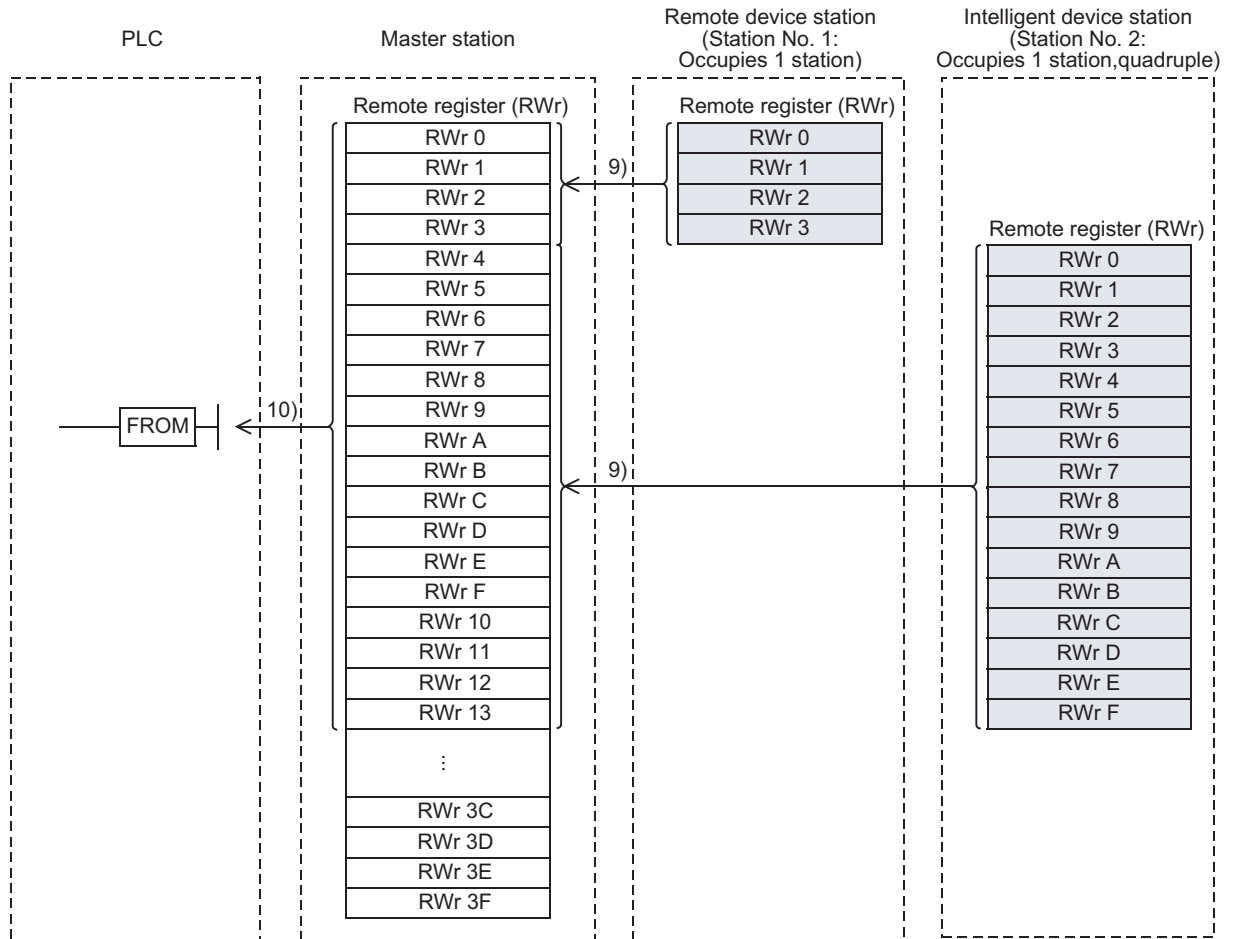 PLC
Master station
Remote device station
(Station No. 1:
Occupies 1 station)
Intelligent device station
(Station No. 2:
Occupies 1 station,quadruple)
Remote register (RWr)
RWr 0
RWr 1
RWr 2
RWr 3
RWr 4
RWr 5
RWr 6
RWr 7
RWr 8
RWr 9
RWr A
RWr B
RWr C
RWr D
RWr E
RWr F
RWr 10
RWr 11
RWr 12
RWr 13
...
RWr 3C
RWr 3D
RWr 3E
RWr 3F
9)
9)
10)
FROM
Remote register (RWr)
RWr 0
RWr 1
RWr 2
RWr 3
Remote register (RWr)
RWr 0
RWr 1
RWr 2
RWr 3
RWr 4
RWr 5
RWr 6
RWr 7
RWr 8
RWr 9
RWr A
RWr B
RWr C
RWr D
RWr E
RWr F